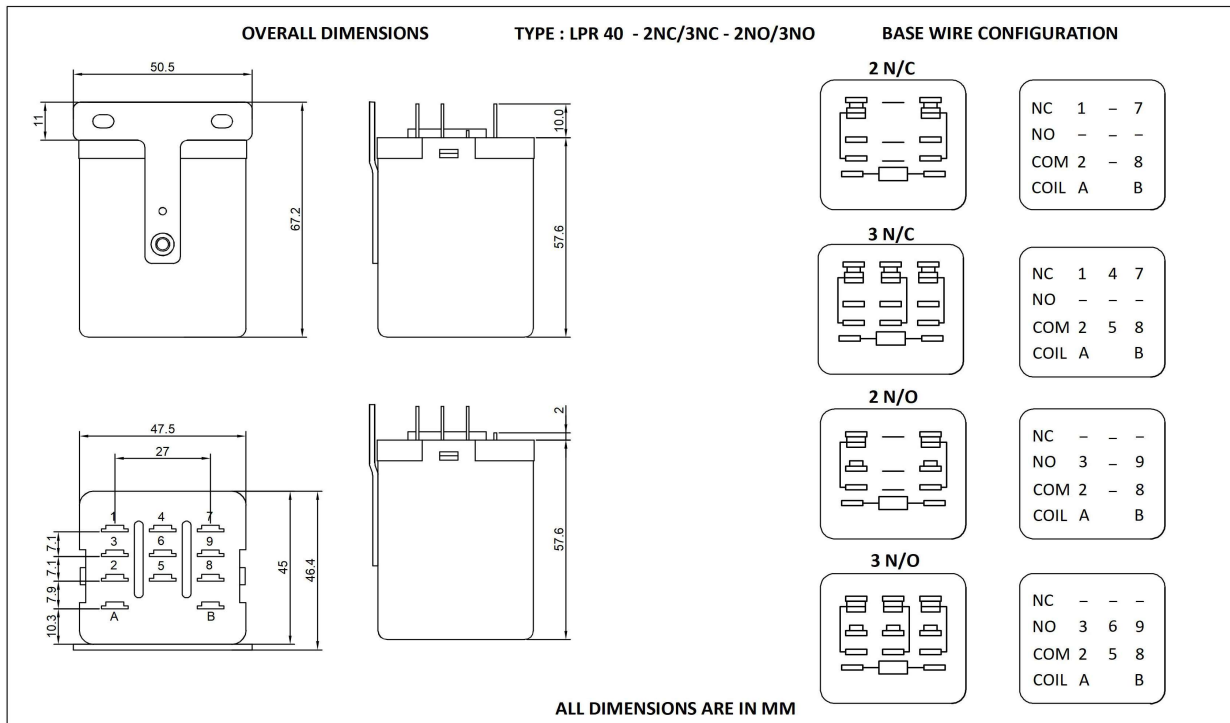 OVERALL DIMENSIONS TYPE : LPR 40 - 2NC/3NC - 2NO/3NO BASE WIRE CONFIGURATION
50.5
11
67.2
10.0
57.6
2 N/C
NC 1 – 7
NO – – –
COM 2 – 8
COIL A B
3 N/C
NC 1 4 7
NO – – –
COM 2 5 8
COIL A B
47.5
27
1 4 7
3 6 9
2 5 8
A B
7.1
7.1
7.9
10.3
45
46.4
2
57.6
2 N/O
NC – – –
NO 3 – 9
COM 2 – 8
COIL A B
3 N/O
NC – – –
NO 3 6 9
COM 2 5 8
COIL A B
ALL DIMENSIONS ARE IN MM